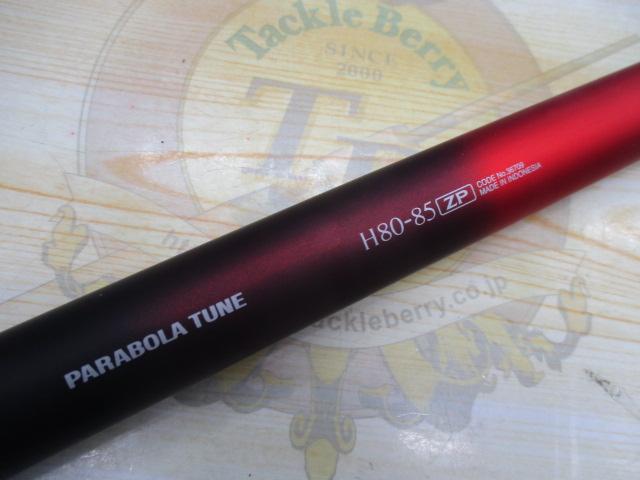 Tackle Berry
SINCE
2000
H80-85 ZP
CODE No.36709
MADE IN INDONESIA
PARABOLA TUNE
tackleberry.co.jp